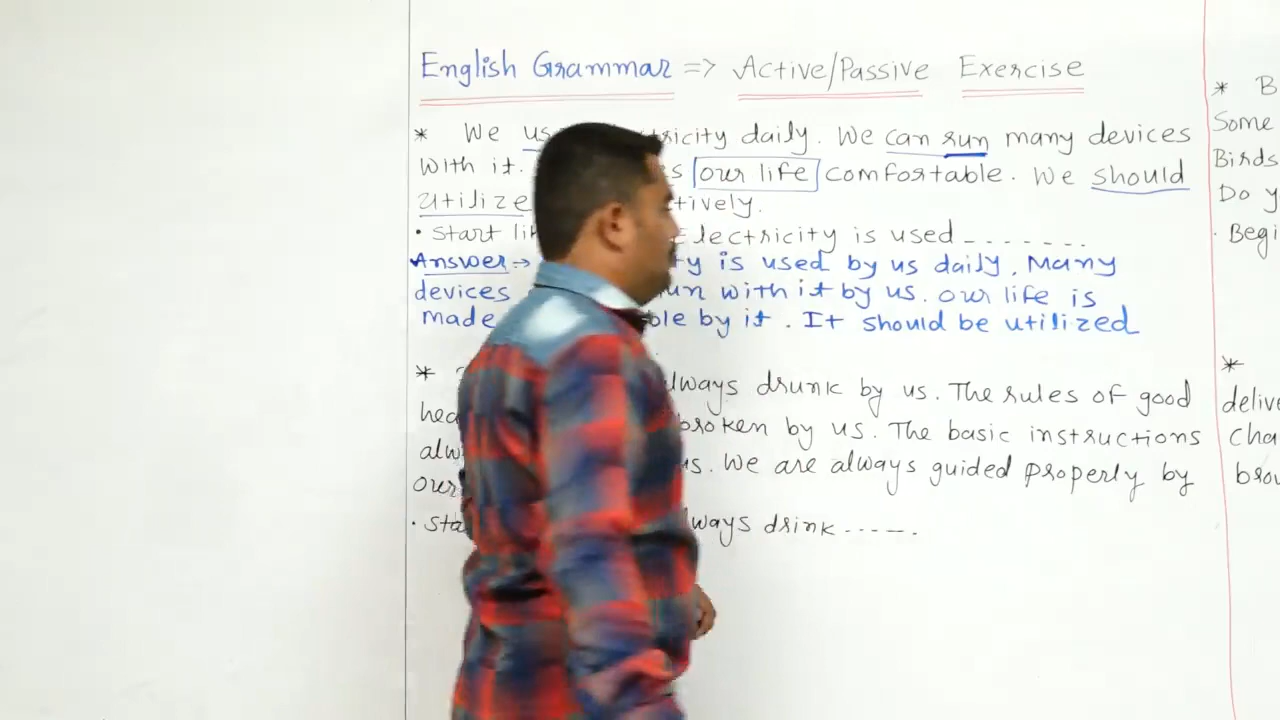 English Grammar => Active/Passive Exercise
* We us tricity daily. We can run many devices
with it. s our life comfortable. We should
utilize tively.
• Start li Electricity is used _ _ _ _ _ _ _
Answer → ty is used by us daily. Many
devices un with it by us. Our life is
made ble by it. It should be utilized
* lways drunk by us. The rules of good
hea broken by us. The basic instructions
alw us. We are always guided properly by
our
• Sta lways drink -----.
* B
Some
Birds
Do y
• Begi
*
delive
cha
brou